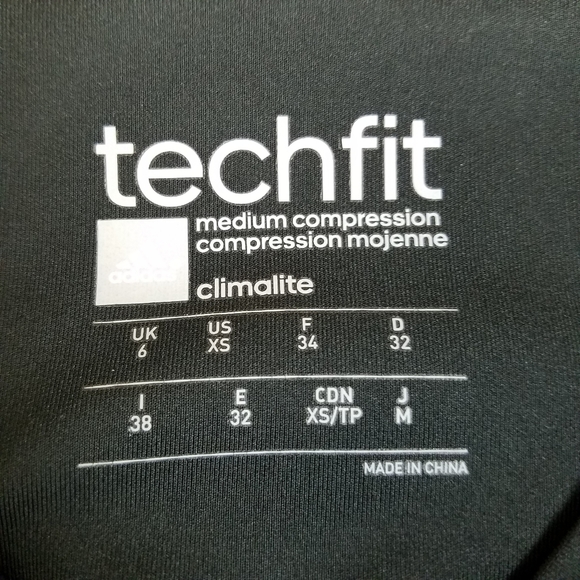 techfit
medium compression
compression mojenne
adidas
climalite
UK US F D
6 XS 34 32
I E CDN J
38 32 XS/TP M
MADE IN CHINA